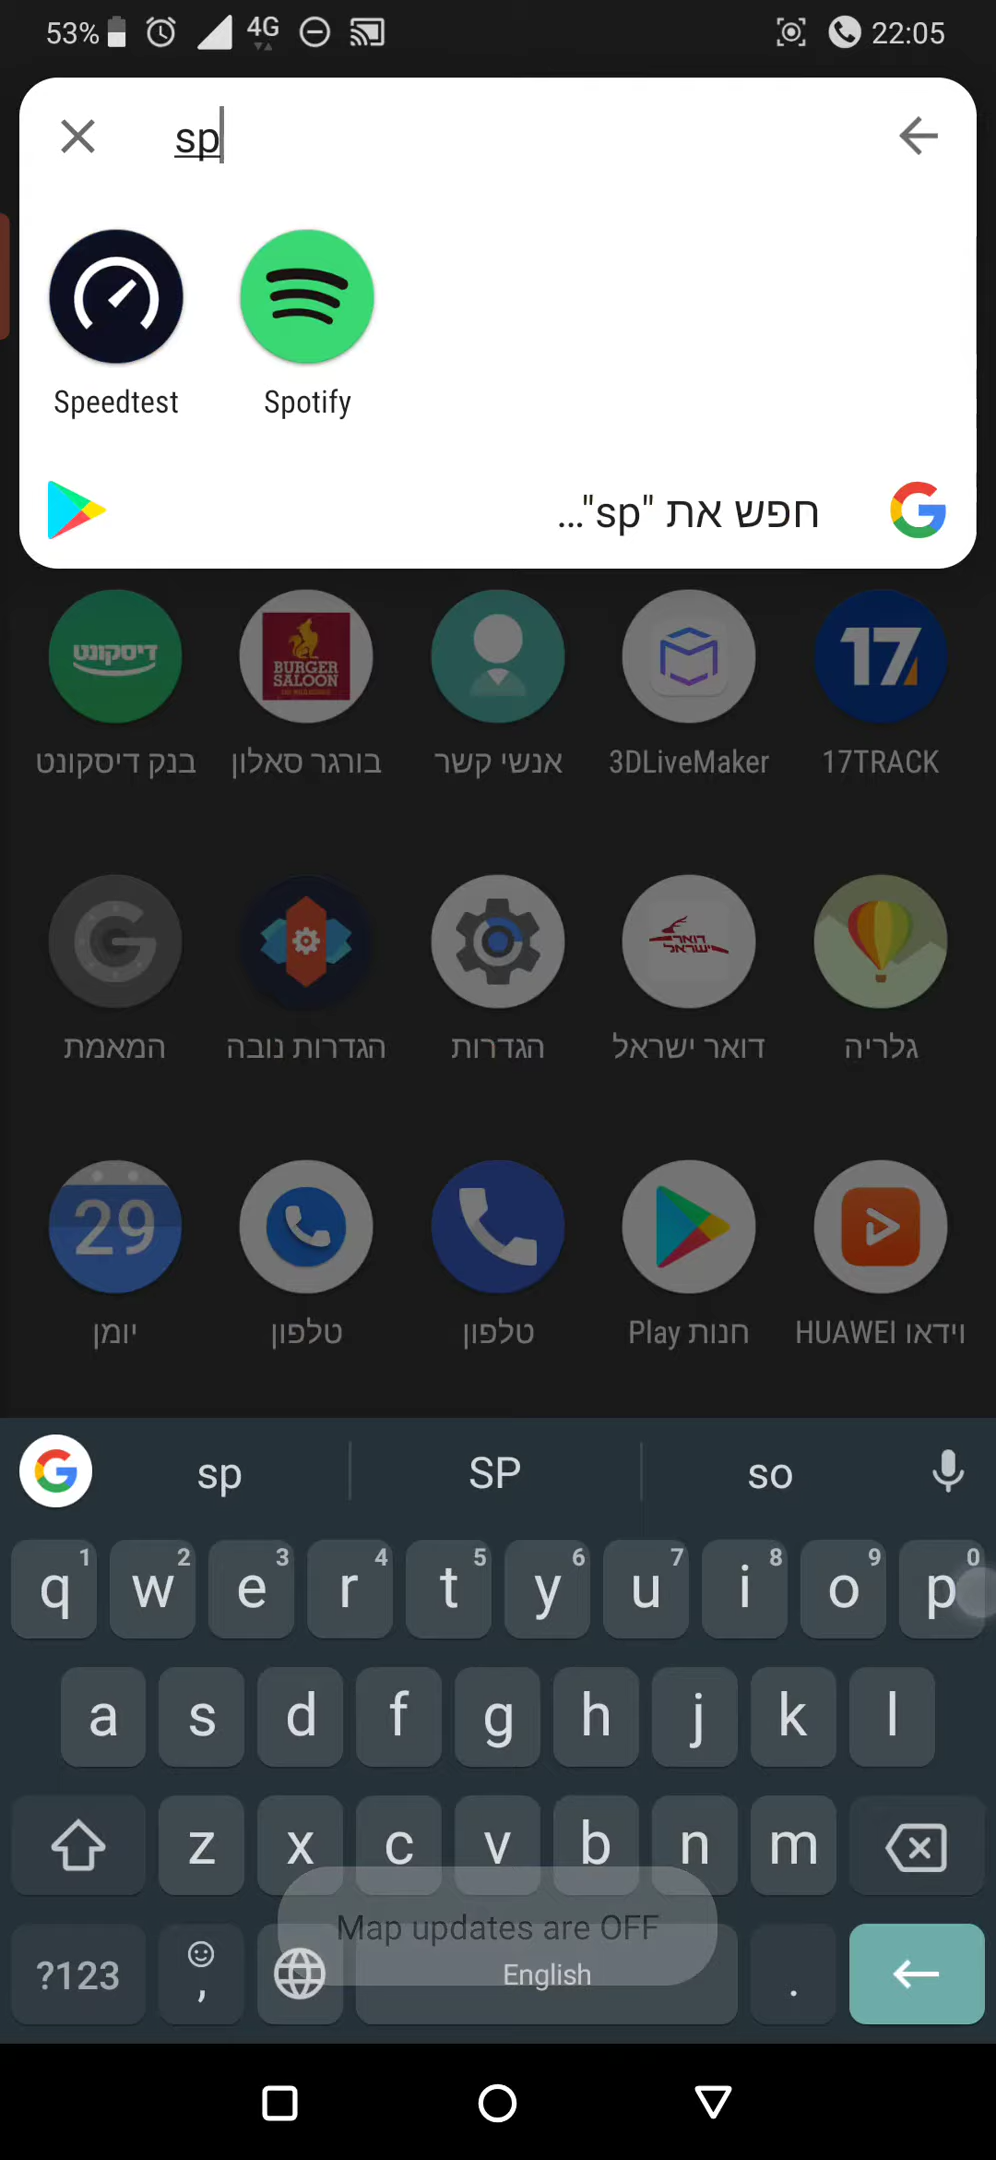 53% 4G 22:05
sp
Speedtest Spotify
חפש את "sp"...
דיסקונט BURGER SALOON 17
בנק דיסקונט בורגר סאלון אנשי קשר 3DLiveMaker 17TRACK
דואר ישראל
המאמת הגדרות נובה הגדרות דואר ישראל גלריה
29
יומן טלפון טלפון חנות Play וידאו HUAWEI
sp SP so
1 2 3 4 5 6 7 8 9 0
q w e r t y u i o p
a s d f g h j k l
z x c v b n m
Map updates are OFF
?123 , English .